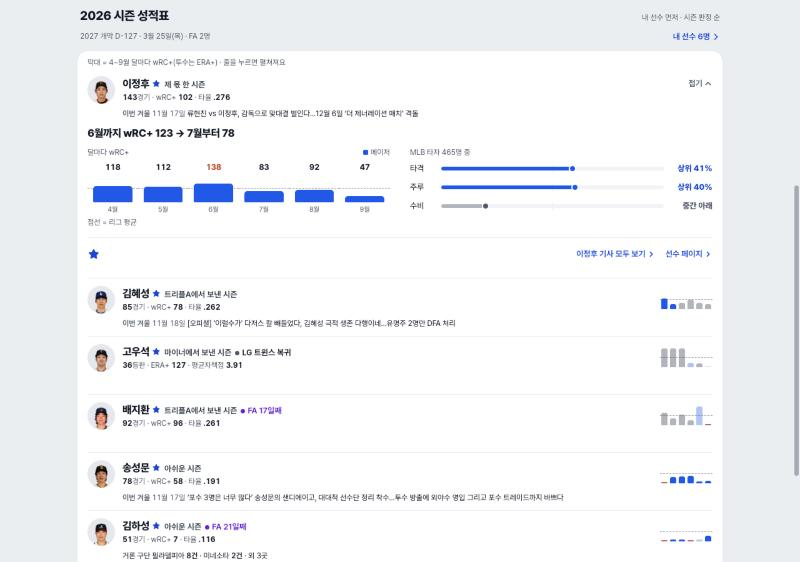 2026 시즌 성적표
내 선수 먼저 · 시즌 판정 순
2027 개막 D-127 · 3월 25일(목) · FA 2명
내 선수 6명 >
막대 = 4~9월 달마다 wRC+(투수는 ERA+) · 줄을 누르면 펼쳐져요
이정후 ★ 제 몫 한 시즌
접기
143경기 · wRC+ 102 · 타율 .276
이번 겨울 11월 17일 류현진 vs 이정후, 감독으로 맞대결 벌인다…12월 6일 '더 제너레이션 매치' 격돌
6월까지 wRC+ 123 → 7월부터 78
달마다 wRC+
메이저
MLB 타자 465명 중
118 112 138 83 92 47
4월 5월 6월 7월 8월 9월
점선 = 리그 평균
타격 상위 41%
주루 상위 40%
수비 중간 아래
★
이정후 기사 모두 보기 >
선수 페이지 >
김혜성 ★ 트리플A에서 보낸 시즌
85경기 · wRC+ 78 · 타율 .262
이번 겨울 11월 18일 [오피셜] '이럴수가' 다저스 칼 빼들었다, 김혜성 극적 생존 다행이네…유명주 2명만 DFA 처리
고우석 ★ 마이너에서 보낸 시즌 ● LG 트윈스 복귀
36등판 · ERA+ 127 · 평균자책점 3.91
배지환 ★ 트리플A에서 보낸 시즌 ● FA 17일째
92경기 · wRC+ 96 · 타율 .261
송성문 ★ 아쉬운 시즌
78경기 · wRC+ 58 · 타율 .191
이번 겨울 11월 17일 '포수 3명은 너무 많다' 송성문의 샌디에이고, 대대적 선수단 정리 착수…투수 방출에 외야수 영입 그리고 포수 트레이드까지 바쁘다
김하성 ★ 아쉬운 시즌 ● FA 21일째
51경기 · wRC+ 7 · 타율 .116
거론 구단 필라델피아 8건 · 미네소타 2건 · 외 3곳